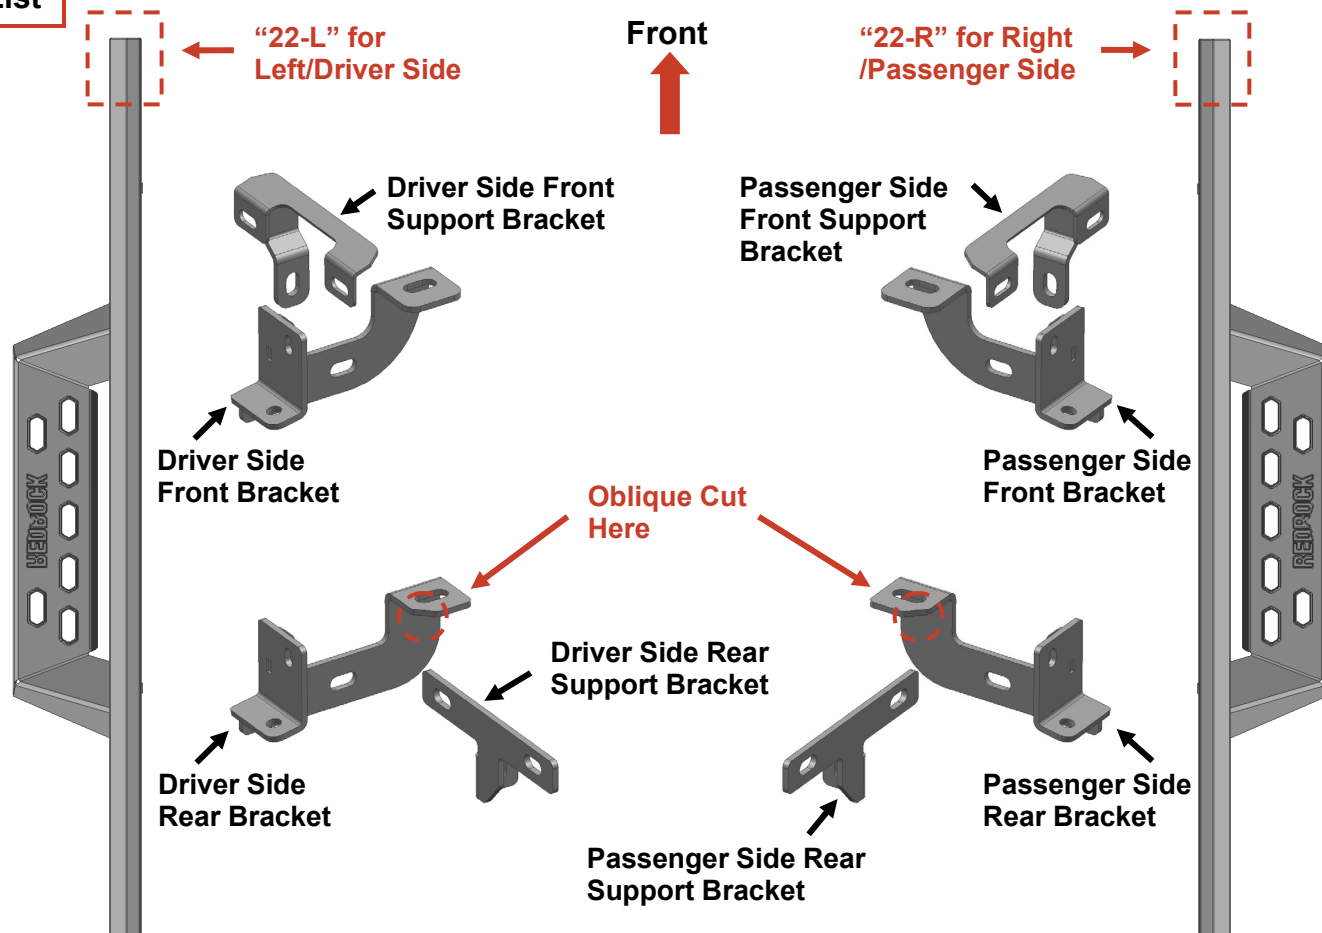 “22-L” for
Left/Driver Side
Front
“22-R” for Right
/Passenger Side
Driver Side Front
Support Bracket
Passenger Side
Front Support
Bracket
Driver Side
Front Bracket
Passenger Side
Front Bracket
REDROCK
REDROCK
Oblique Cut
Here
Driver Side Rear
Support Bracket
Driver Side
Rear Bracket
Passenger Side
Rear Bracket
Passenger Side Rear
Support Bracket